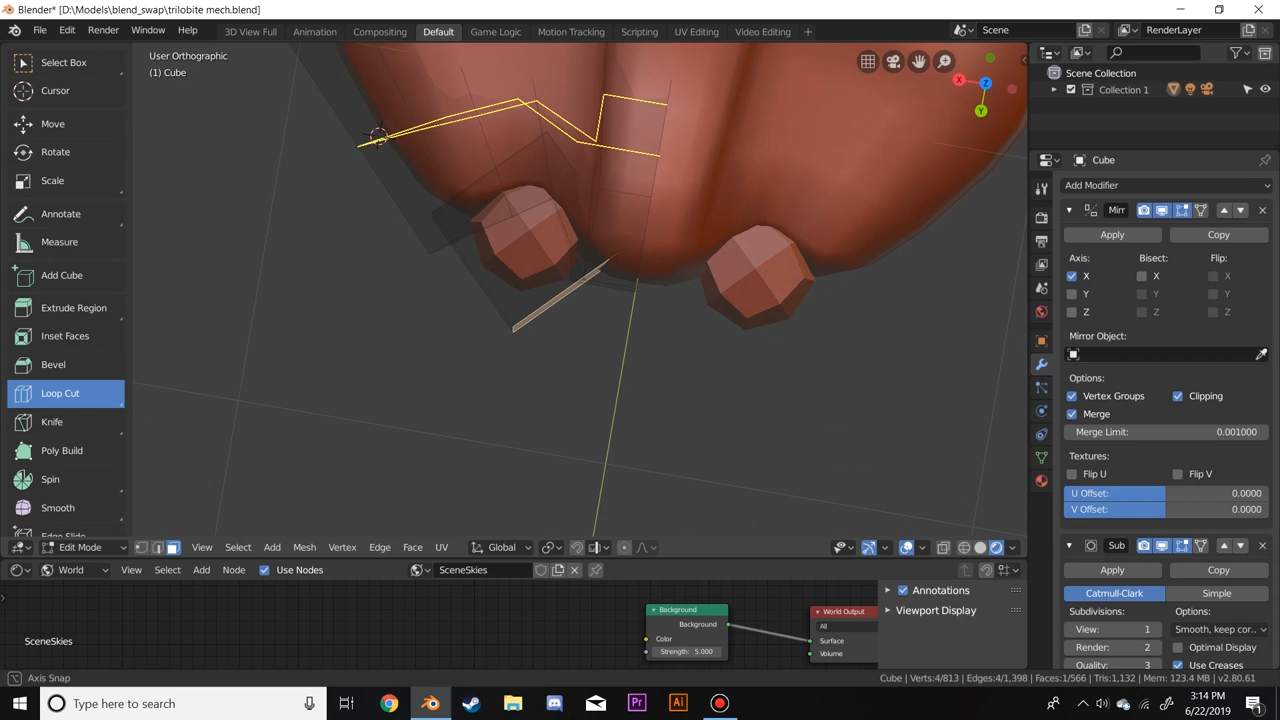 Blender* [D:\Models\blend_swap\trilobite mech.blend]
File Edit Render Window Help
3D View Full Animation Compositing Default Game Logic Motion Tracking Scripting UV Editing Video Editing +
Scene RenderLayer
Select Box
Cursor
Move
Rotate
Scale
Annotate
Measure
Add Cube
Extrude Region
Inset Faces
Bevel
Loop Cut
Knife
Poly Build
Spin
Smooth
Edge Slide
User Orthographic
(1) Cube
X
Z
Y
Scene Collection
Collection 1
Cube
Add Modifier
Mirr
Apply Copy
Axis: Bisect: Flip:
X X X
Y Y Y
Z Z Z
Mirror Object:
Options:
Vertex Groups Clipping
Merge
Merge Limit: 0.001000
Textures:
Flip U Flip V
U Offset: 0.0000
V Offset: 0.0000
Sub
Apply Copy
Catmull-Clark Simple
Subdivisions: Options:
View: 1 Smooth, keep cor...
Render: 2 Optimal Display
Quality: 3 Use Creases
Edit Mode View Select Add Mesh Vertex Edge Face UV Global
World View Select Add Node Use Nodes SceneSkies
Background
Background
Color
Strength: 5.000
World Output
All
Surface
Volume
Annotations
Viewport Display
SceneSkies
Axis Snap
Cube | Verts:4/813 | Edges:4/1,398 | Faces:1/566 | Tris:1,132 | Mem: 123.4 MB | v2.80.61
Type here to search
Pr
Ai
3:14 PM
6/22/2019
1